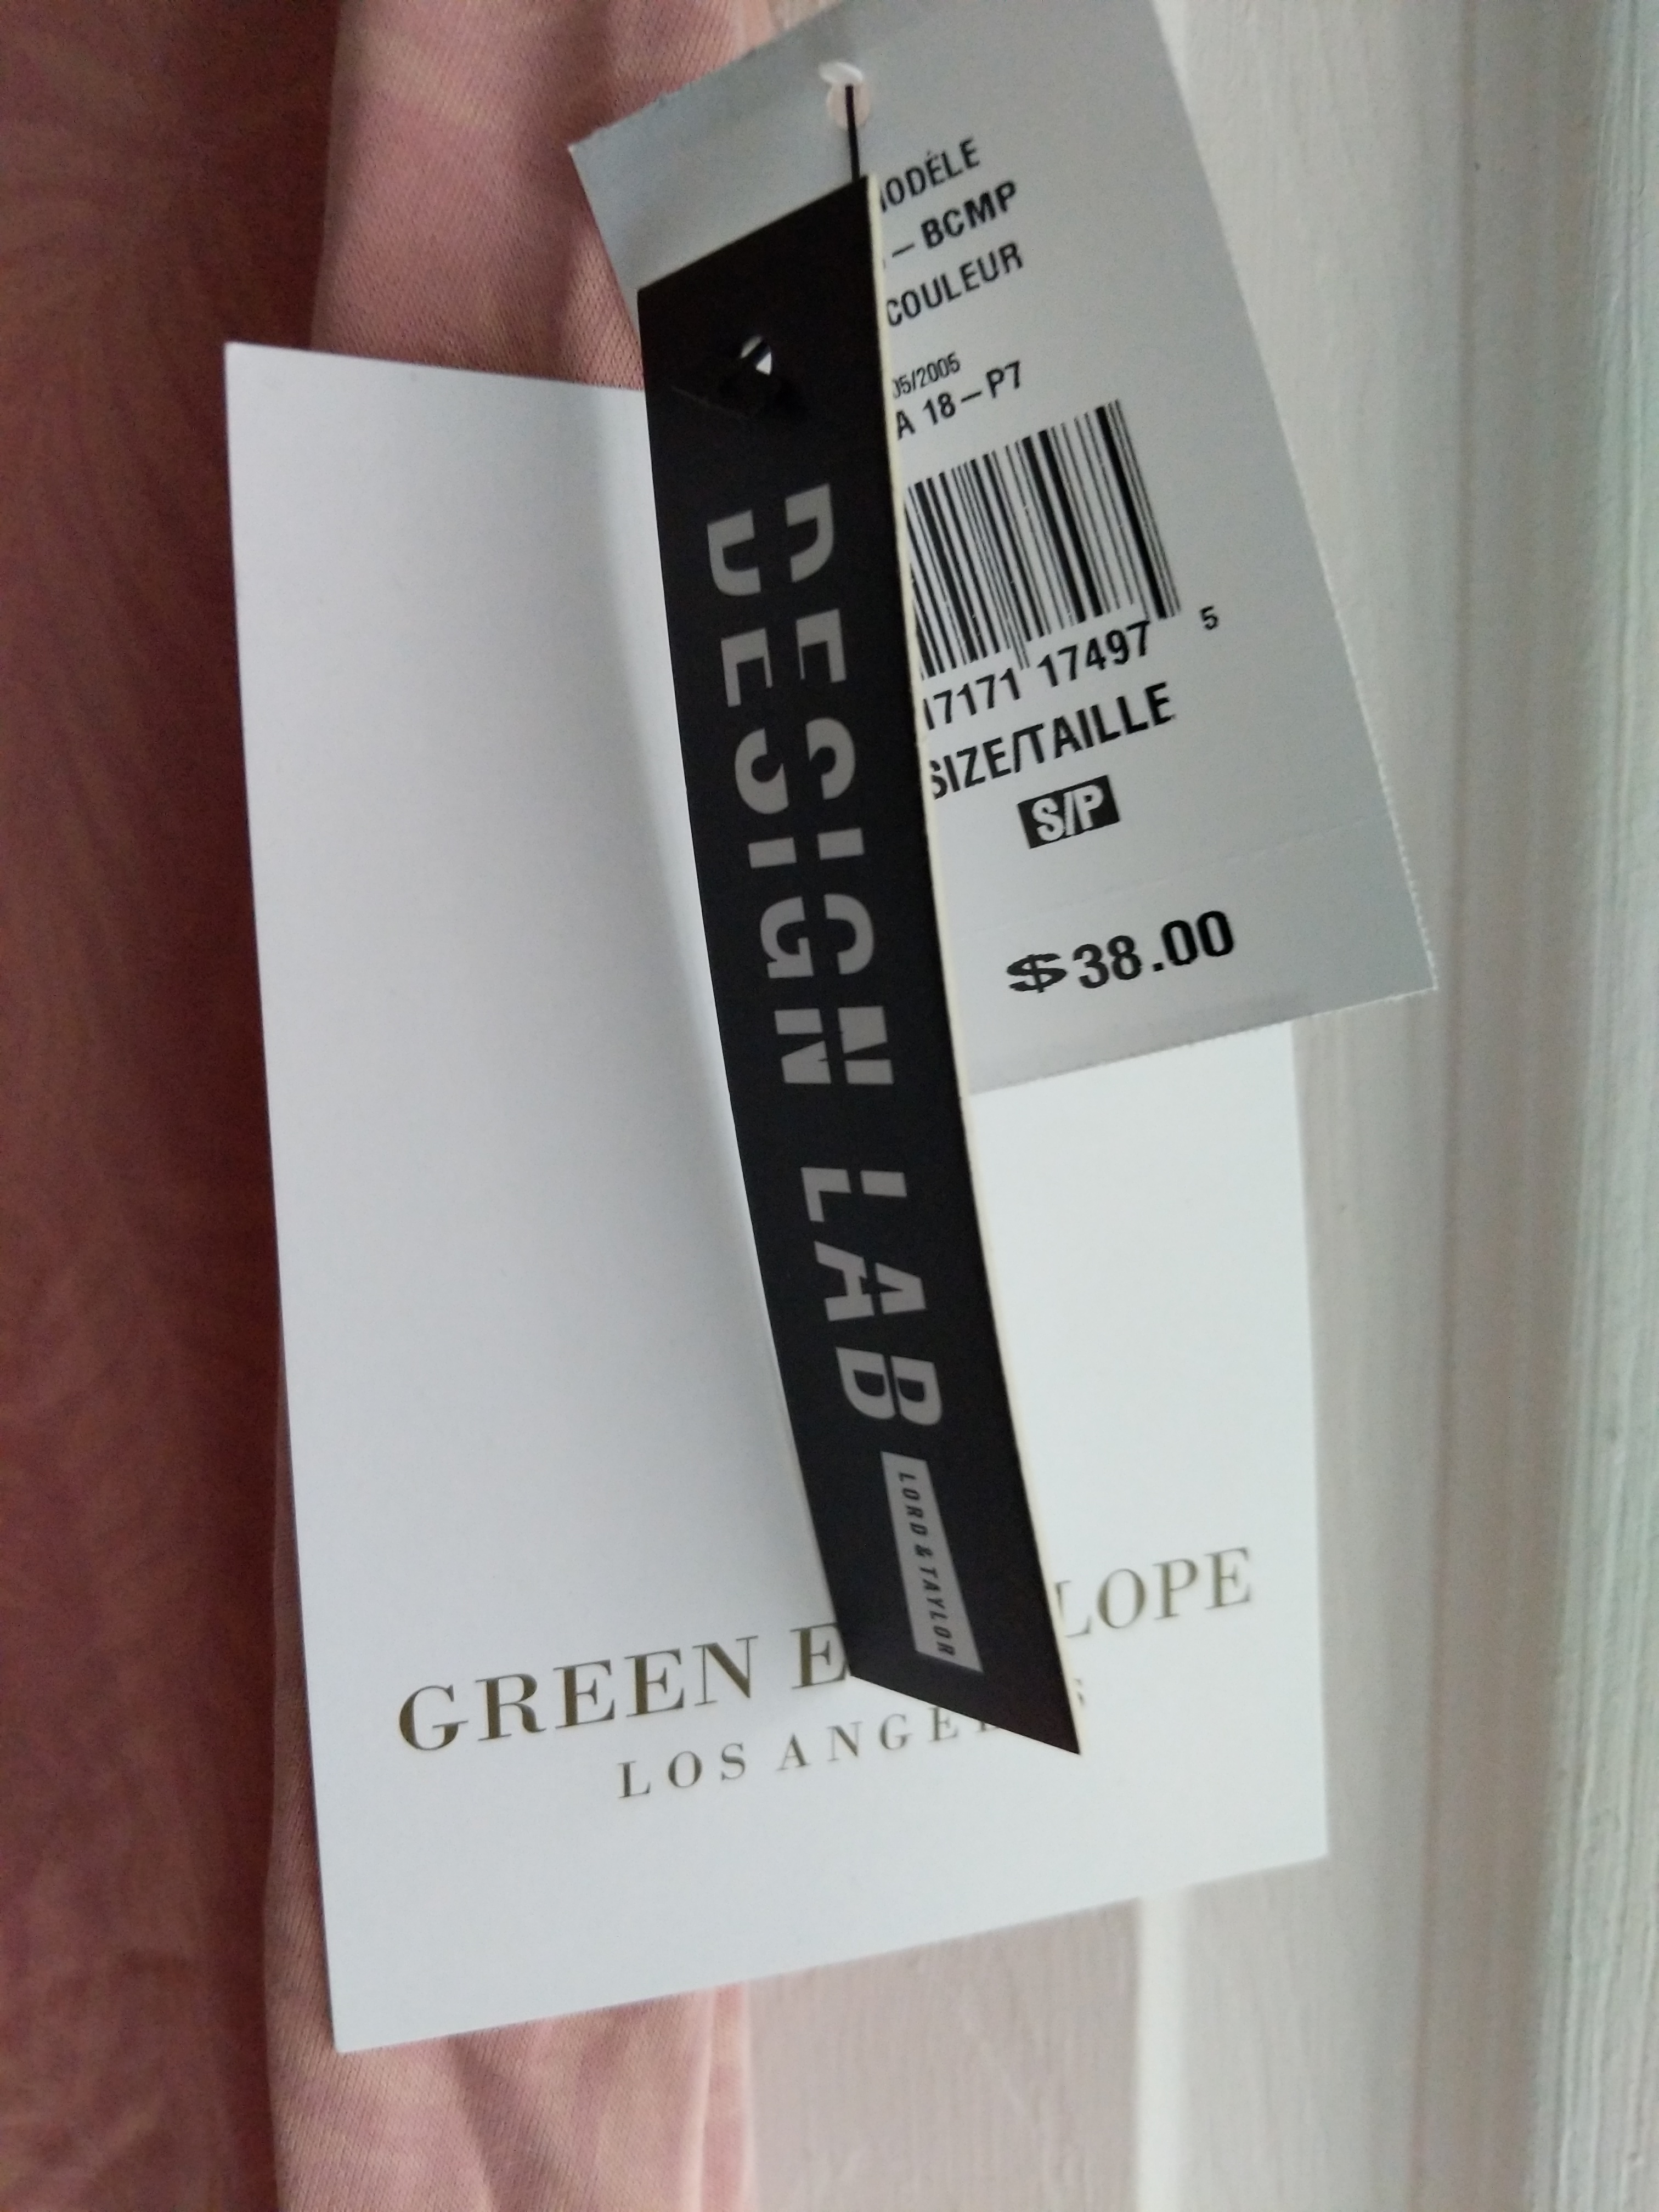 ODÈLE
– BCMP
COULEUR
05/2005
A 18 – P7
17171 17497 5
SIZE/TAILLE
S/P
$38.00
DESIGN LAB
LORD & TAYLOR
GREEN E LOPE
LOS ANGELES